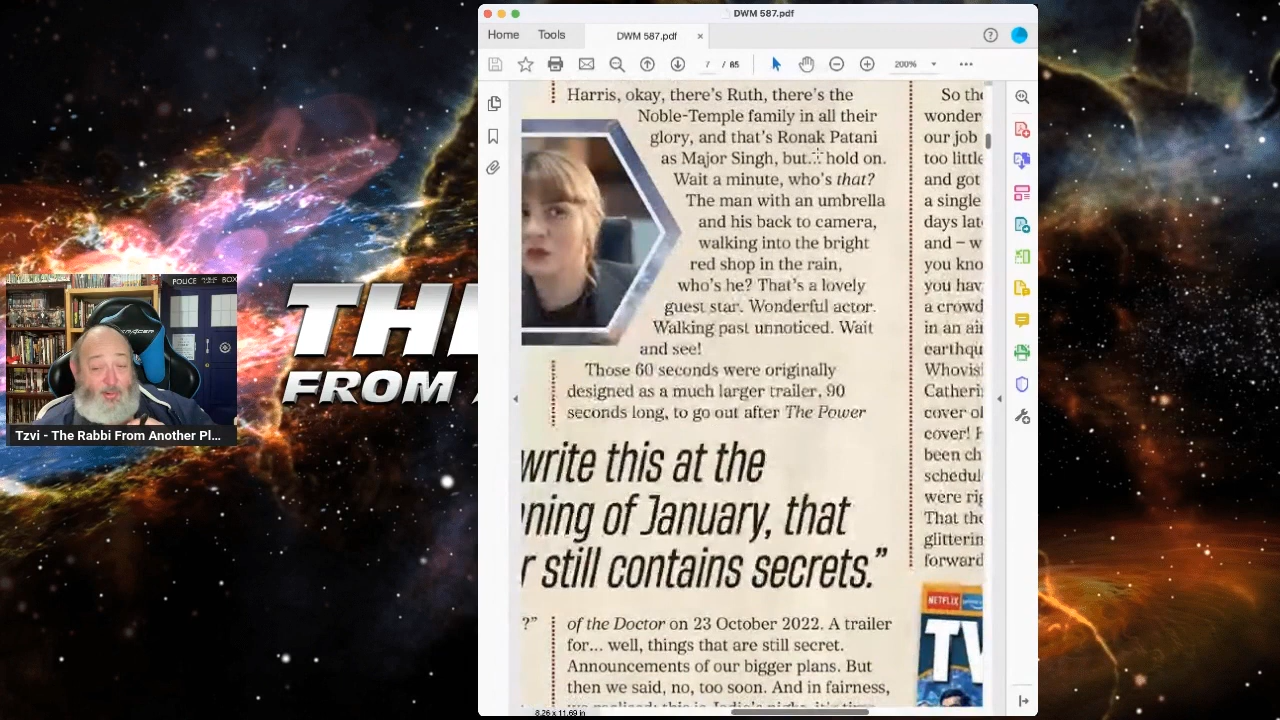 DWM 587.pdf
Home
Tools
DWM 587.pdf
7 / 85
200%
Harris, okay, there's Ruth, there's the
Noble-Temple family in all their
glory, and that's Ronak Patani
as Major Singh, but... hold on.
Wait a minute, who's that?
The man with an umbrella
and his back to camera,
walking into the bright
red shop in the rain,
who's he? That's a lovely
guest star. Wonderful actor.
Walking past unnoticed. Wait
and see!
Those 60 seconds were originally
designed as a much larger trailer, 90
seconds long, to go out after The Power
write this at the
ning of January, that
r still contains secrets.”
?”
of the Doctor on 23 October 2022. A trailer
for... well, things that are still secret.
Announcements of our bigger plans. But
then we said, no, too soon. And in fairness,
So the
wonder
our job
too little
and got
a single
days late
and – w
you kno
you hav
a crowd
in an air
earthqu
Whovis
Catheri
cover of
cover! H
been ch
schedul
were rig
That the
glitterin
forward
NETFLIX
TV
8.26 x 11.69 in
POLICE BOX
THE
FROM A
Tzvi - The Rabbi From Another Pl...